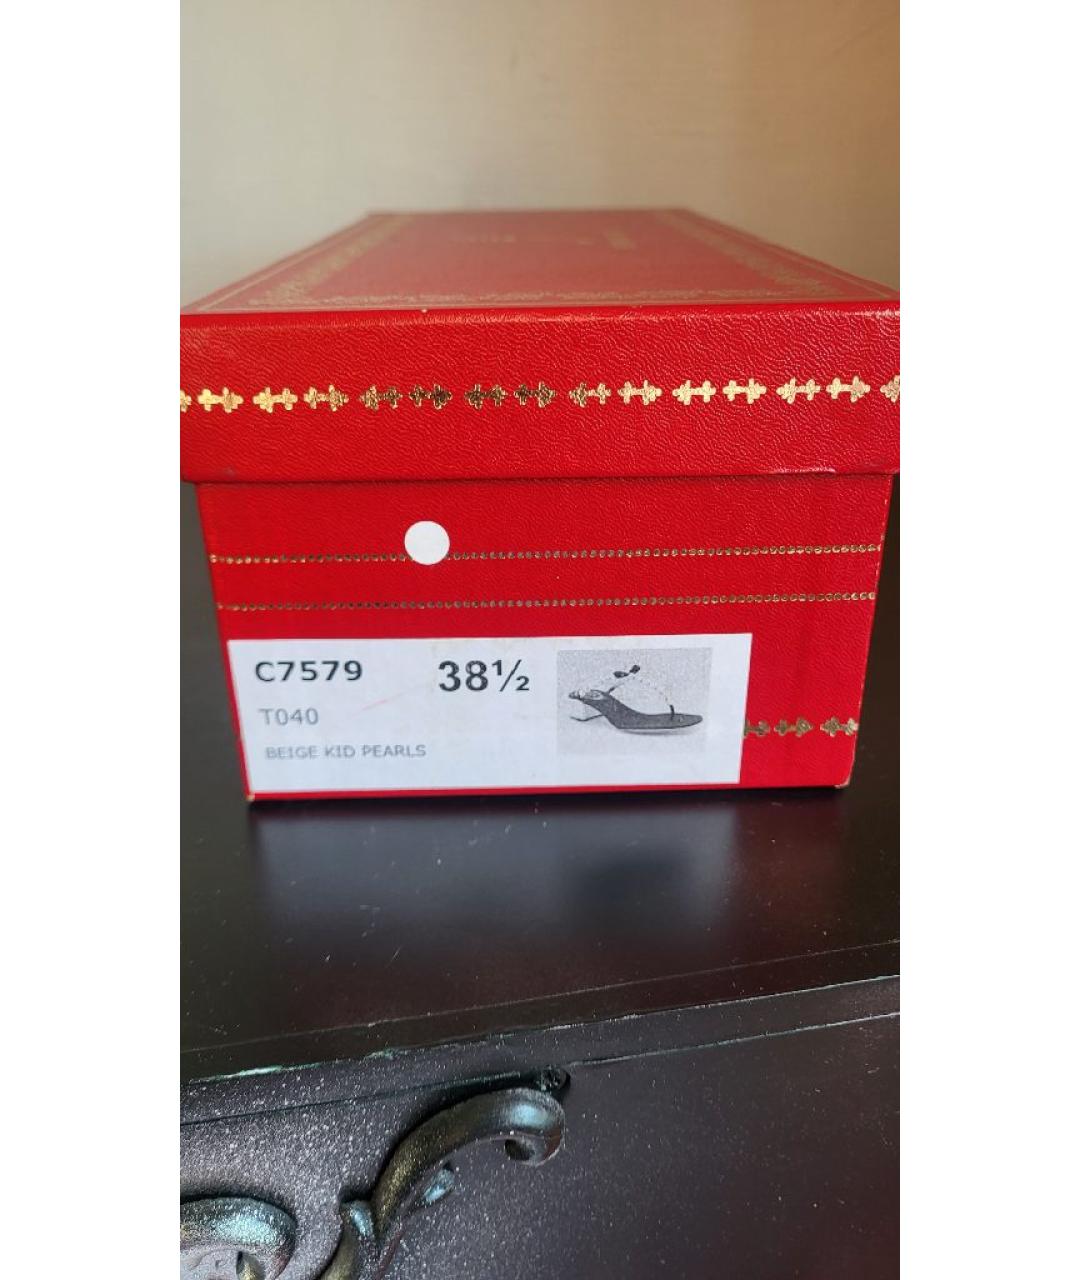 C7579 38½
T040
BEIGE KID PEARLS